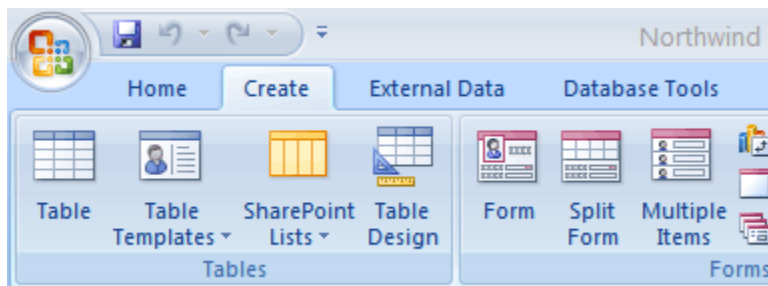 Northwind
Home Create External Data Database Tools
Table Table Templates SharePoint Lists Table Design Form Split Form Multiple Items
Tables Forms